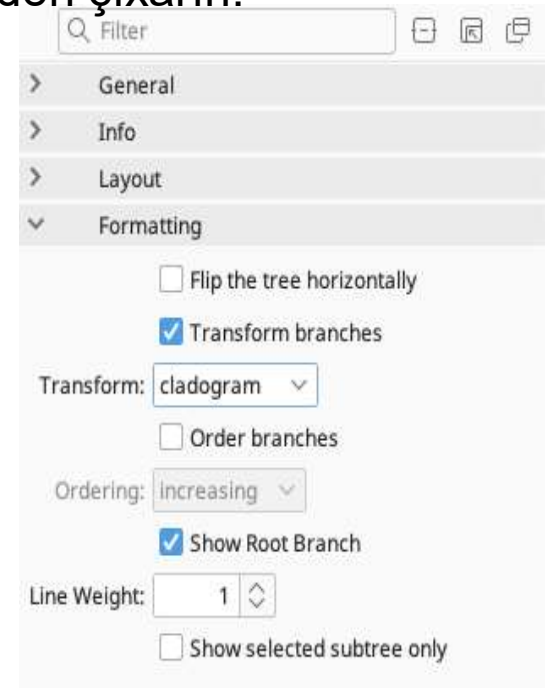 çıxarın.
Filter
General
Info
Layout
Formatting
Flip the tree horizontally
Transform branches
Transform: cladogram
Order branches
Ordering: increasing
Show Root Branch
Line Weight: 1
Show selected subtree only